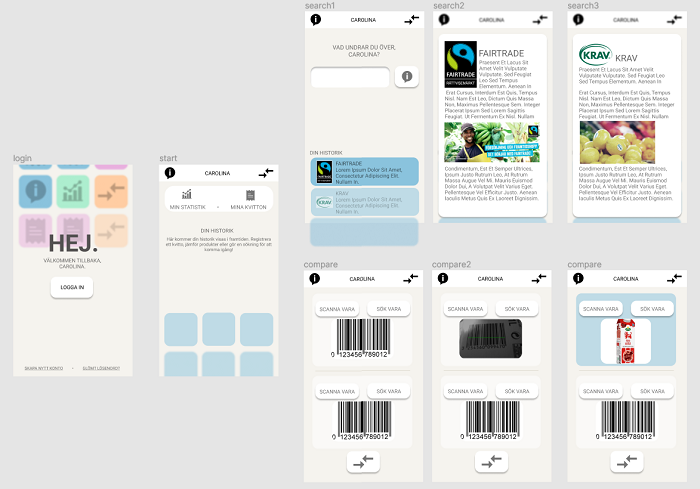 login
HEJ.
VÄLKOMMEN TILLBAKA,
CAROLINA.
LOGGA IN
SKAPA NYTT KONTO
GLÖMT LÖSENORD?
start
CAROLINA
MIN STATISTIK
MINA KVITTON
DIN HISTORIK
Här kommer din historik visas i framtiden. Registrera
ett kvitto, jämför produkter eller gör en sökning för att
komma igång!
search1
CAROLINA
VAD UNDRAR DU ÖVER,
CAROLINA?
DIN HISTORIK
FAIRTRADE
Lorem Ipsum Dolor Sit Amet,
Consectetur Adipiscing Elit.
Nullam In.
KRAV
Lorem Ipsum Dolor Sit Amet,
Consectetur Adipiscing Elit.
Nullam In.
search2
CAROLINA
FAIRTRADE
FAIRTRADE
RÄTTVISEMÄRKT
Praesent Et Lacus Sit
Amet Velit Vulputate
Vulputate. Sed Feugiat
Leo Sed Tempus
Elementum. Aenean In
Erat Cursus, Interdum Est Quis, Tempus
Nisl. Nam Est Leo, Dictum Quis Massa
Non, Maximus Pellentesque Sem. Integer
Placerat Ipsum Sed Lorem Sagittis
Feugiat. Ut Fermentum Ex Nisl. Nullam
Condimentum, Est Et Semper Ultrices,
Ipsum Justo Rutrum Leo, At Rutrum
Massa Augue Vel Mi. Mauris Euismod
Dolor Dui, A Volutpat Varius Eget
Pellentesque Vel Efficitur Justo. Aenean
Iaculis Metus Quis Ex Luctus Dignissim.
search3
CAROLINA
KRAV
KRAV
Praesent Et Lacus Sit Amet Velit
Vulputate Vulputate. Sed Feugiat Leo
Sed Tempus Elementum. Aenean In
Erat Cursus, Interdum Est Quis, Tempus
Nisl. Nam Est Leo, Dictum Quis Massa
Non, Maximus Pellentesque Sem. Integer
Placerat Ipsum Sed Lorem Sagittis
Feugiat. Ut Fermentum Ex Nisl. Nullam
Condimentum, Est Et Semper Ultrices,
Ipsum Justo Rutrum Leo, At Rutrum
Massa Augue Vel Mi. Mauris Euismod
Dolor Dui, A Volutpat Varius Eget
Pellentesque Vel Efficitur Justo. Aenean
Iaculis Metus Quis Ex Luctus Dignissim.
compare
CAROLINA
SCANNA VARA
SÖK VARA
0 123456 789012
SCANNA VARA
SÖK VARA
0 123456 789012
compare2
CAROLINA
SCANNA VARA
SÖK VARA
SCANNA VARA
SÖK VARA
0 123456 789012
compare
CAROLINA
SCANNA VARA
SÖK VARA
SCANNA VARA
SÖK VARA
0 123456 789012